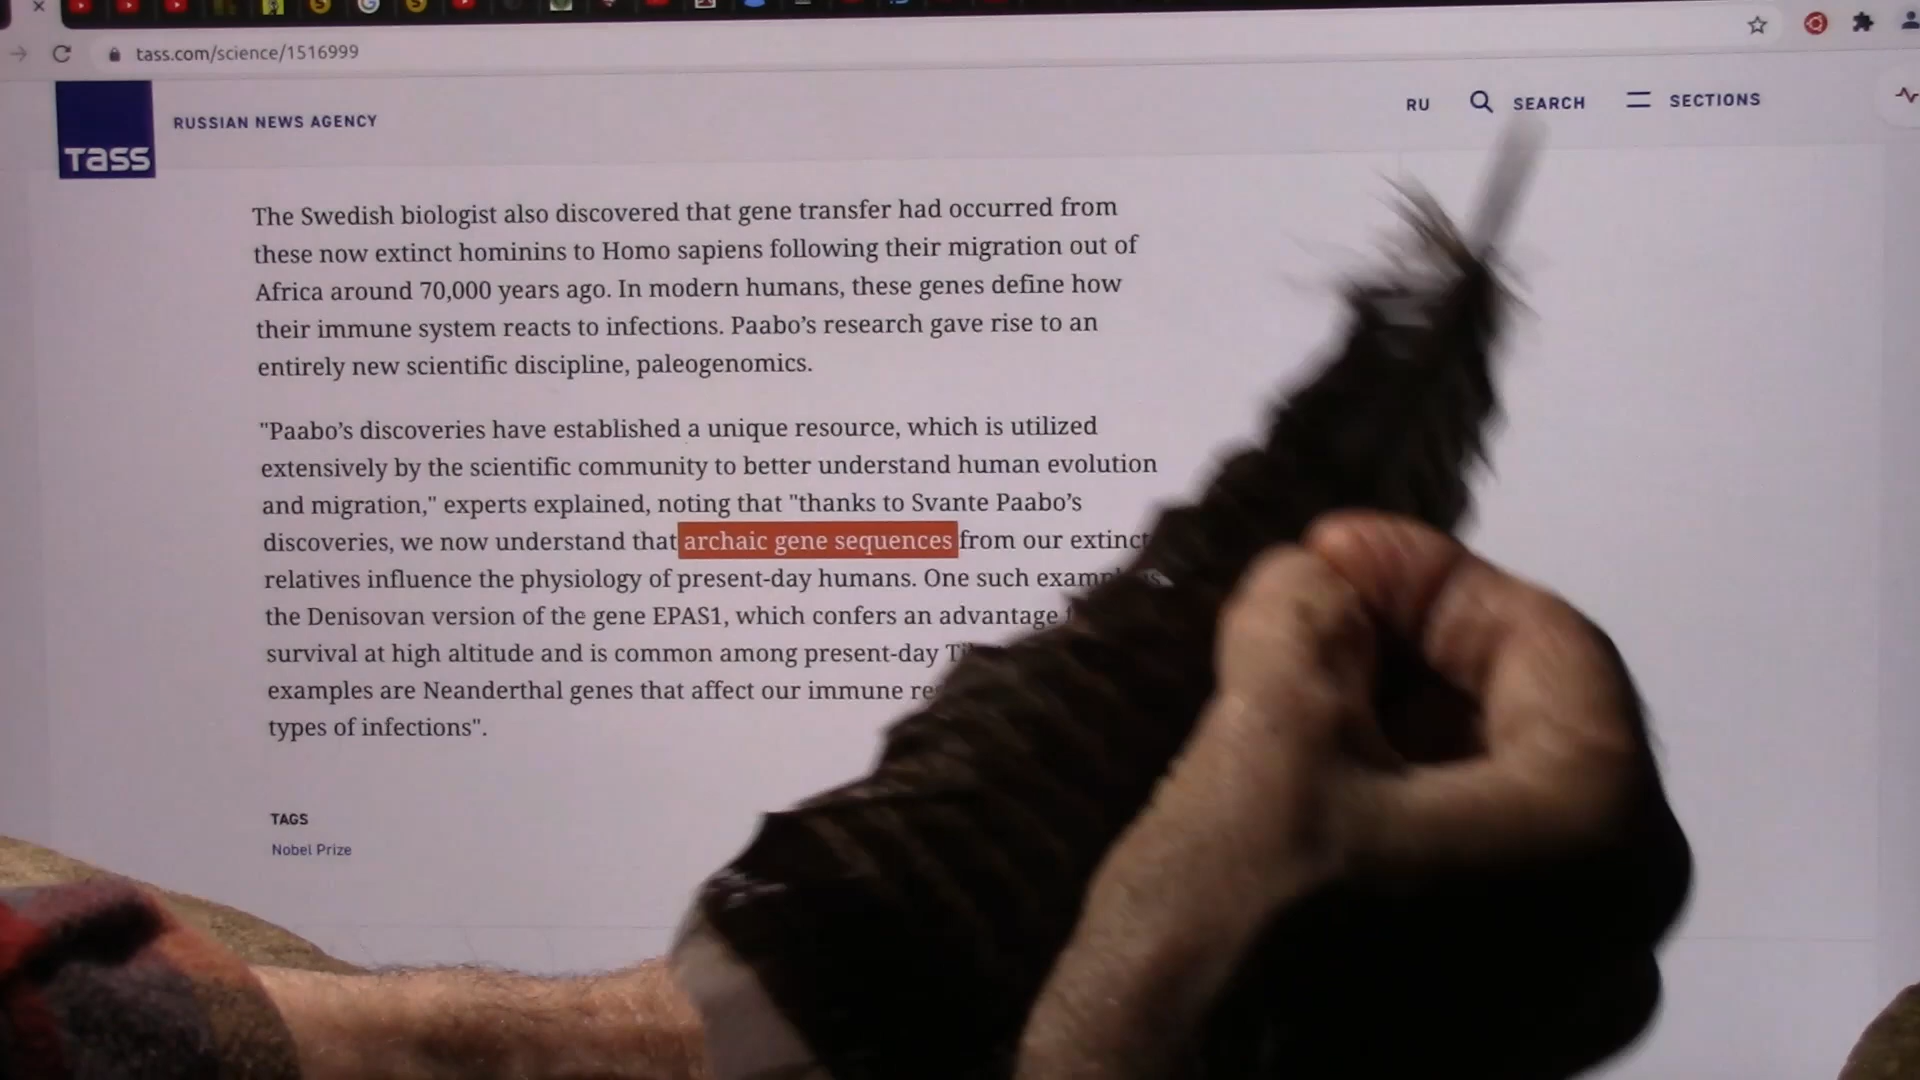 tass.com/science/1516999
TASS
RUSSIAN NEWS AGENCY
RU
SEARCH
SECTIONS
The Swedish biologist also discovered that gene transfer had occurred from
these now extinct hominins to Homo sapiens following their migration out of
Africa around 70,000 years ago. In modern humans, these genes define how
their immune system reacts to infections. Paabo’s research gave rise to an
entirely new scientific discipline, paleogenomics.
"Paabo’s discoveries have established a unique resource, which is utilized
extensively by the scientific community to better understand human evolution
and migration," experts explained, noting that "thanks to Svante Paabo’s
discoveries, we now understand that archaic gene sequences from our extinct
relatives influence the physiology of present-day humans. One such
the Denisovan version of the gene EPAS1, which confers an advantage
survival at high altitude and is common among present-day
examples are Neanderthal genes that affect our immune
types of infections".
TAGS
Nobel Prize